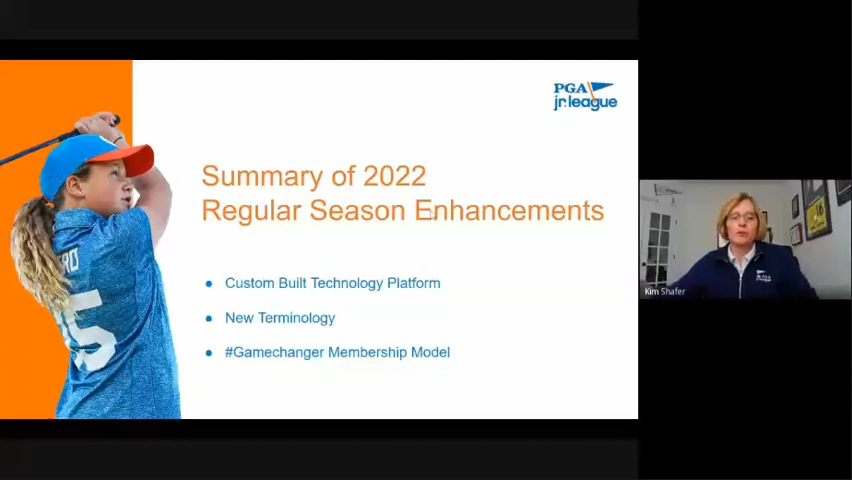 PGA
jr.league
Summary of 2022
Regular Season Enhancements
● Custom Built Technology Platform
● New Terminology
● #Gamechanger Membership Model
15
Kim Shafer